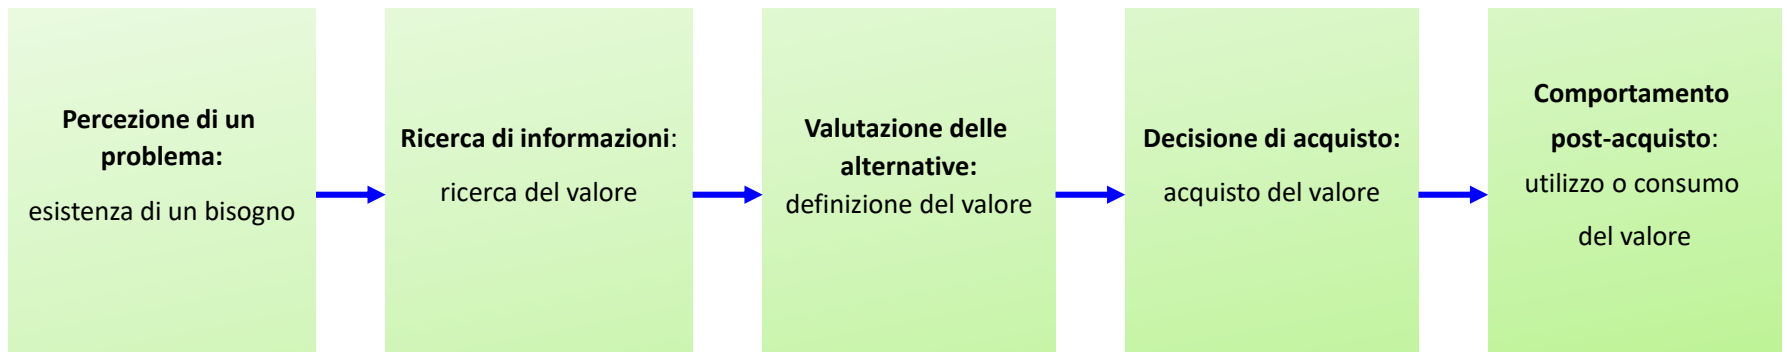 Percezione di un
problema:
esistenza di un bisogno
Ricerca di informazioni:
ricerca del valore
Valutazione delle
alternative:
definizione del valore
Decisione di acquisto:
acquisto del valore
Comportamento
post-acquisto:
utilizzo o consumo
del valore